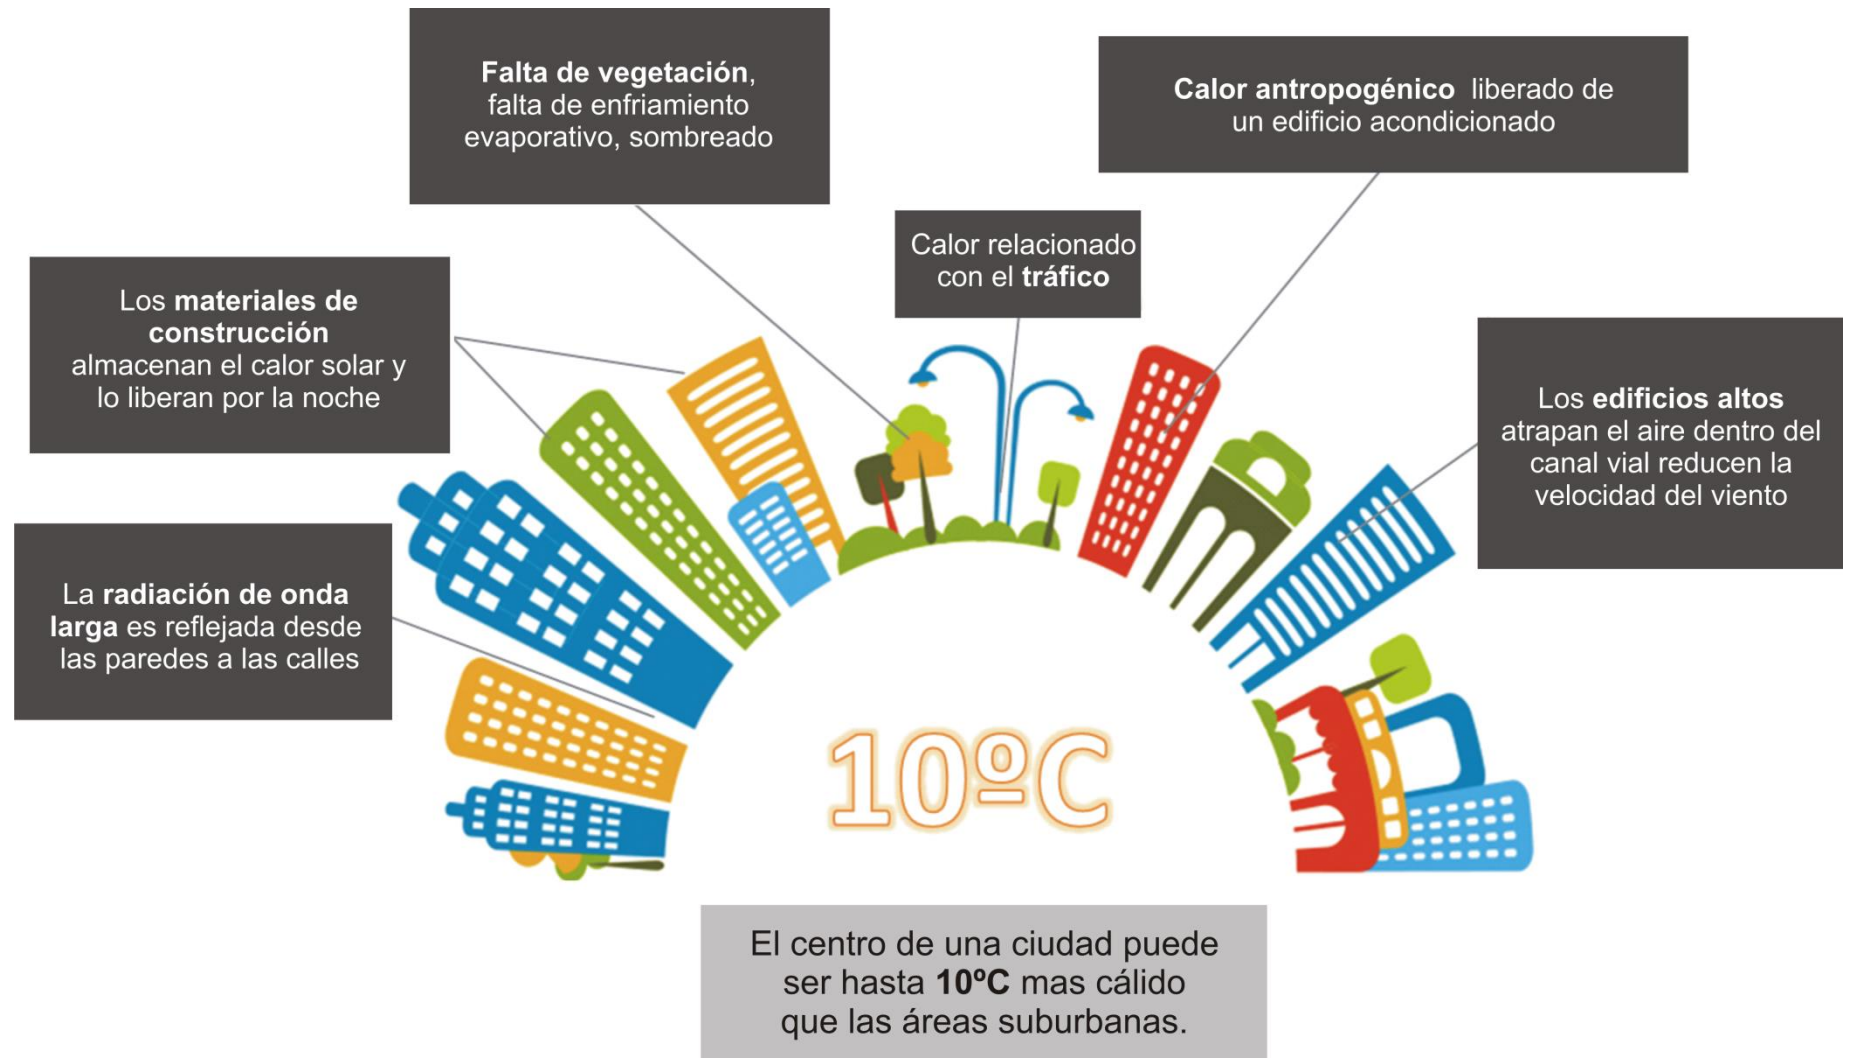 Falta de vegetación,
falta de enfriamiento
evaporativo, sombreado
Calor antropogénico liberado de
un edificio acondicionado
Calor relacionado
con el tráfico
Los materiales de
construcción
almacenan el calor solar y
lo liberan por la noche
Los edificios altos
atrapan el aire dentro del
canal vial reducen la
velocidad del viento
La radiación de onda
larga es reflejada desde
las paredes a las calles
10ºC
El centro de una ciudad puede
ser hasta 10ºC mas cálido
que las áreas suburbanas.